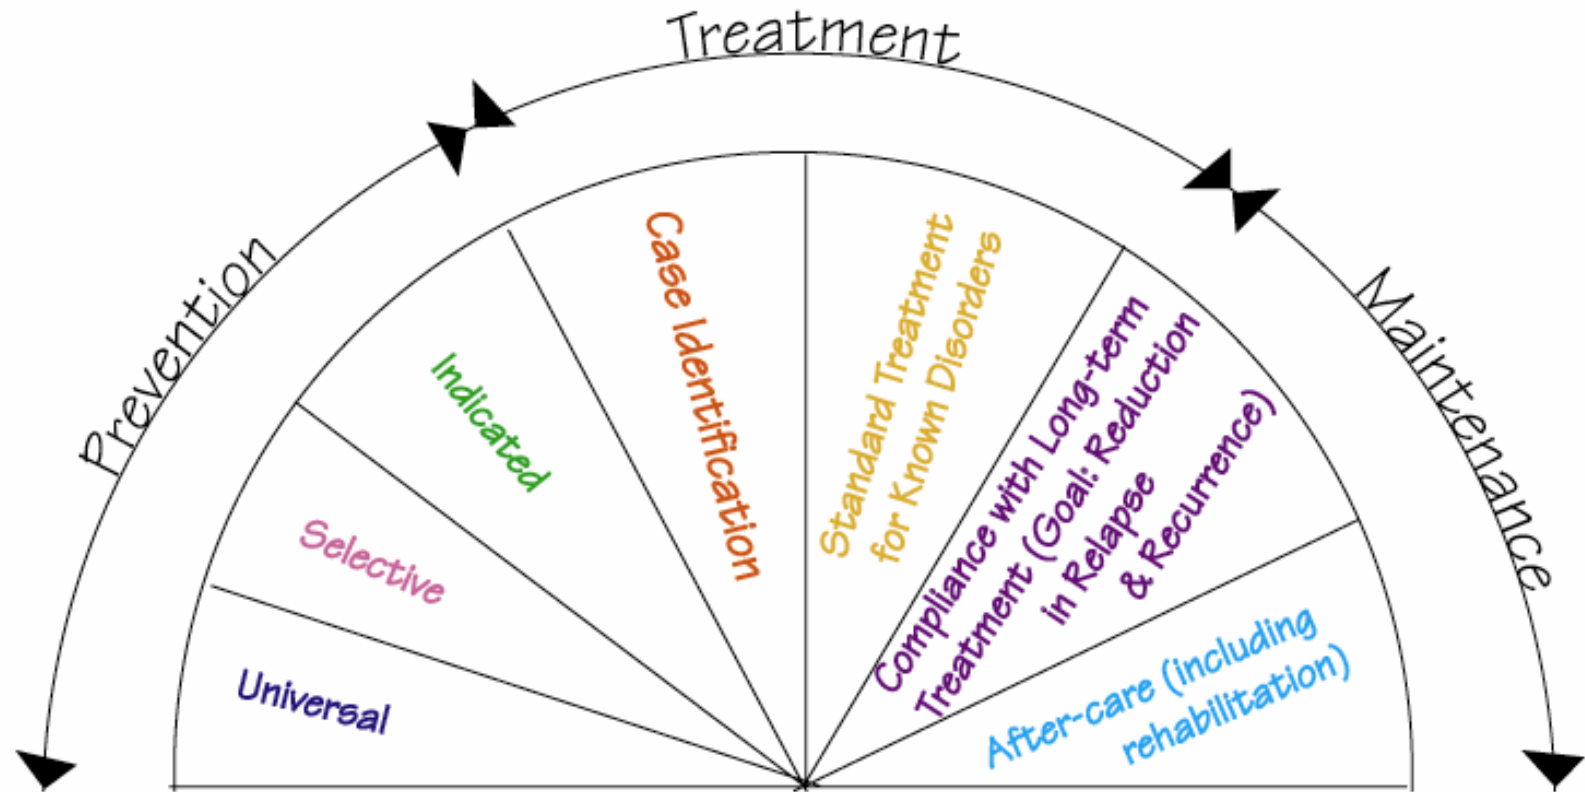 Treatment
Prevention
Maintenance
Universal
Selective
Indicated
Case Identification
Standard Treatment
for Known Disorders
Compliance with Long-term
Treatment (Goal: Reduction
in Relapse
& Recurrence)
After-care (including
rehabilitation)